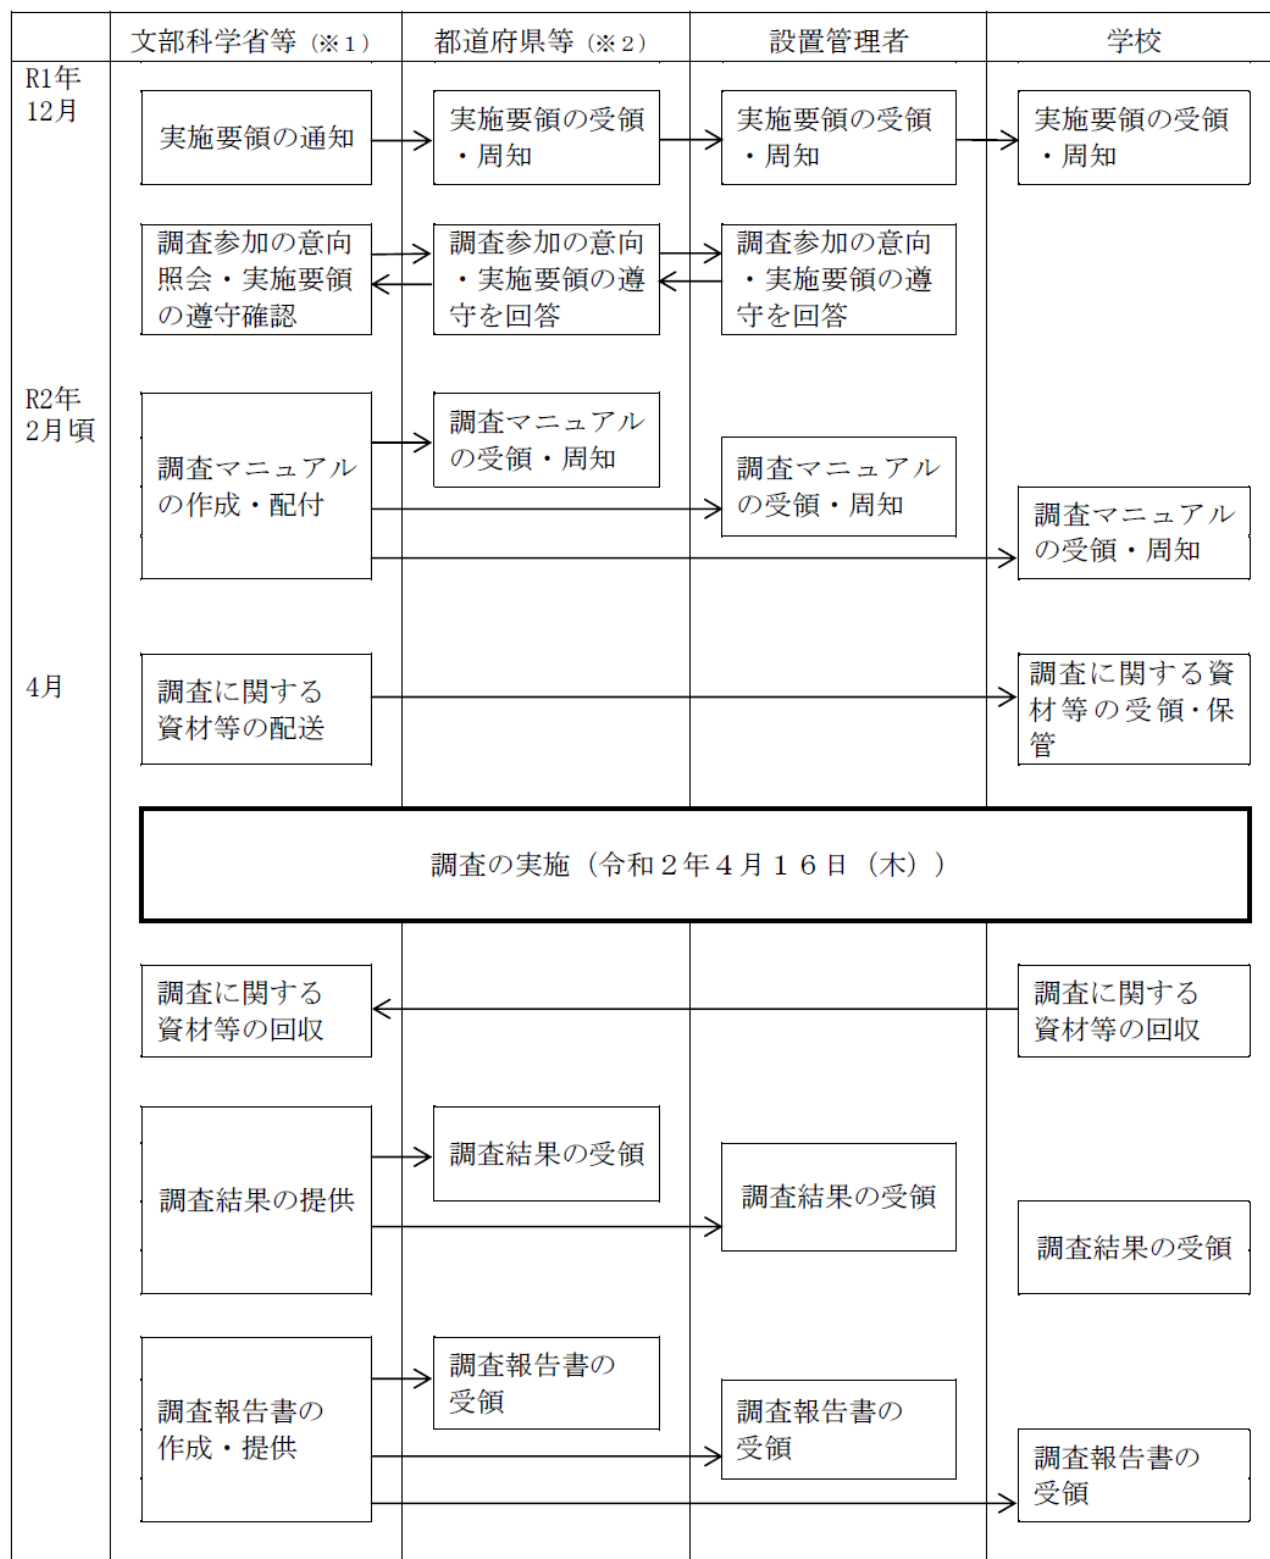 文部科学省等（※１）
都道府県等（※２）
設置管理者
学校
R1年
12月
実施要領の通知
実施要領の受領
・周知
実施要領の受領
・周知
実施要領の受領
・周知
調査参加の意向
照会・実施要領
の遵守確認
調査参加の意向
・実施要領の遵
守を回答
調査参加の意向
・実施要領の遵
守を回答
R2年
2月頃
調査マニュアル
の作成・配付
調査マニュアル
の受領・周知
調査マニュアル
の受領・周知
調査マニュアル
の受領・周知
4月
調査に関する
資材等の配送
調査に関する資
材等の受領・保
管
調査の実施（令和２年４月１６日（木））
調査に関する
資材等の回収
調査に関する
資材等の回収
調査結果の提供
調査結果の受領
調査結果の受領
調査結果の受領
調査報告書の
作成・提供
調査報告書の
受領
調査報告書の
受領
調査報告書の
受領